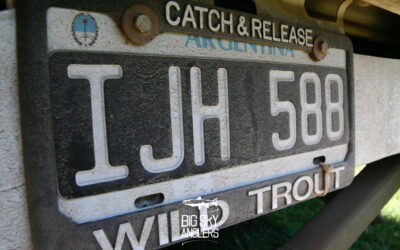 CATCH & RELEASE
ARGENTINA
IJH 588
BIG SKY
ANGLERS
WILD TROUT